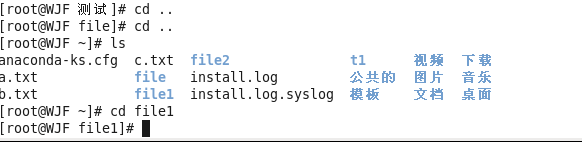 [root@WJF 测试]# cd ..
[root@WJF file]# cd ..
[root@WJF ~]# ls
anaconda-ks.cfg c.txt file2 t1 视频 下载
a.txt file install.log 公共的 图片 音乐
b.txt file1 install.log.syslog 模板 文档 桌面
[root@WJF ~]# cd file1
[root@WJF file1]#